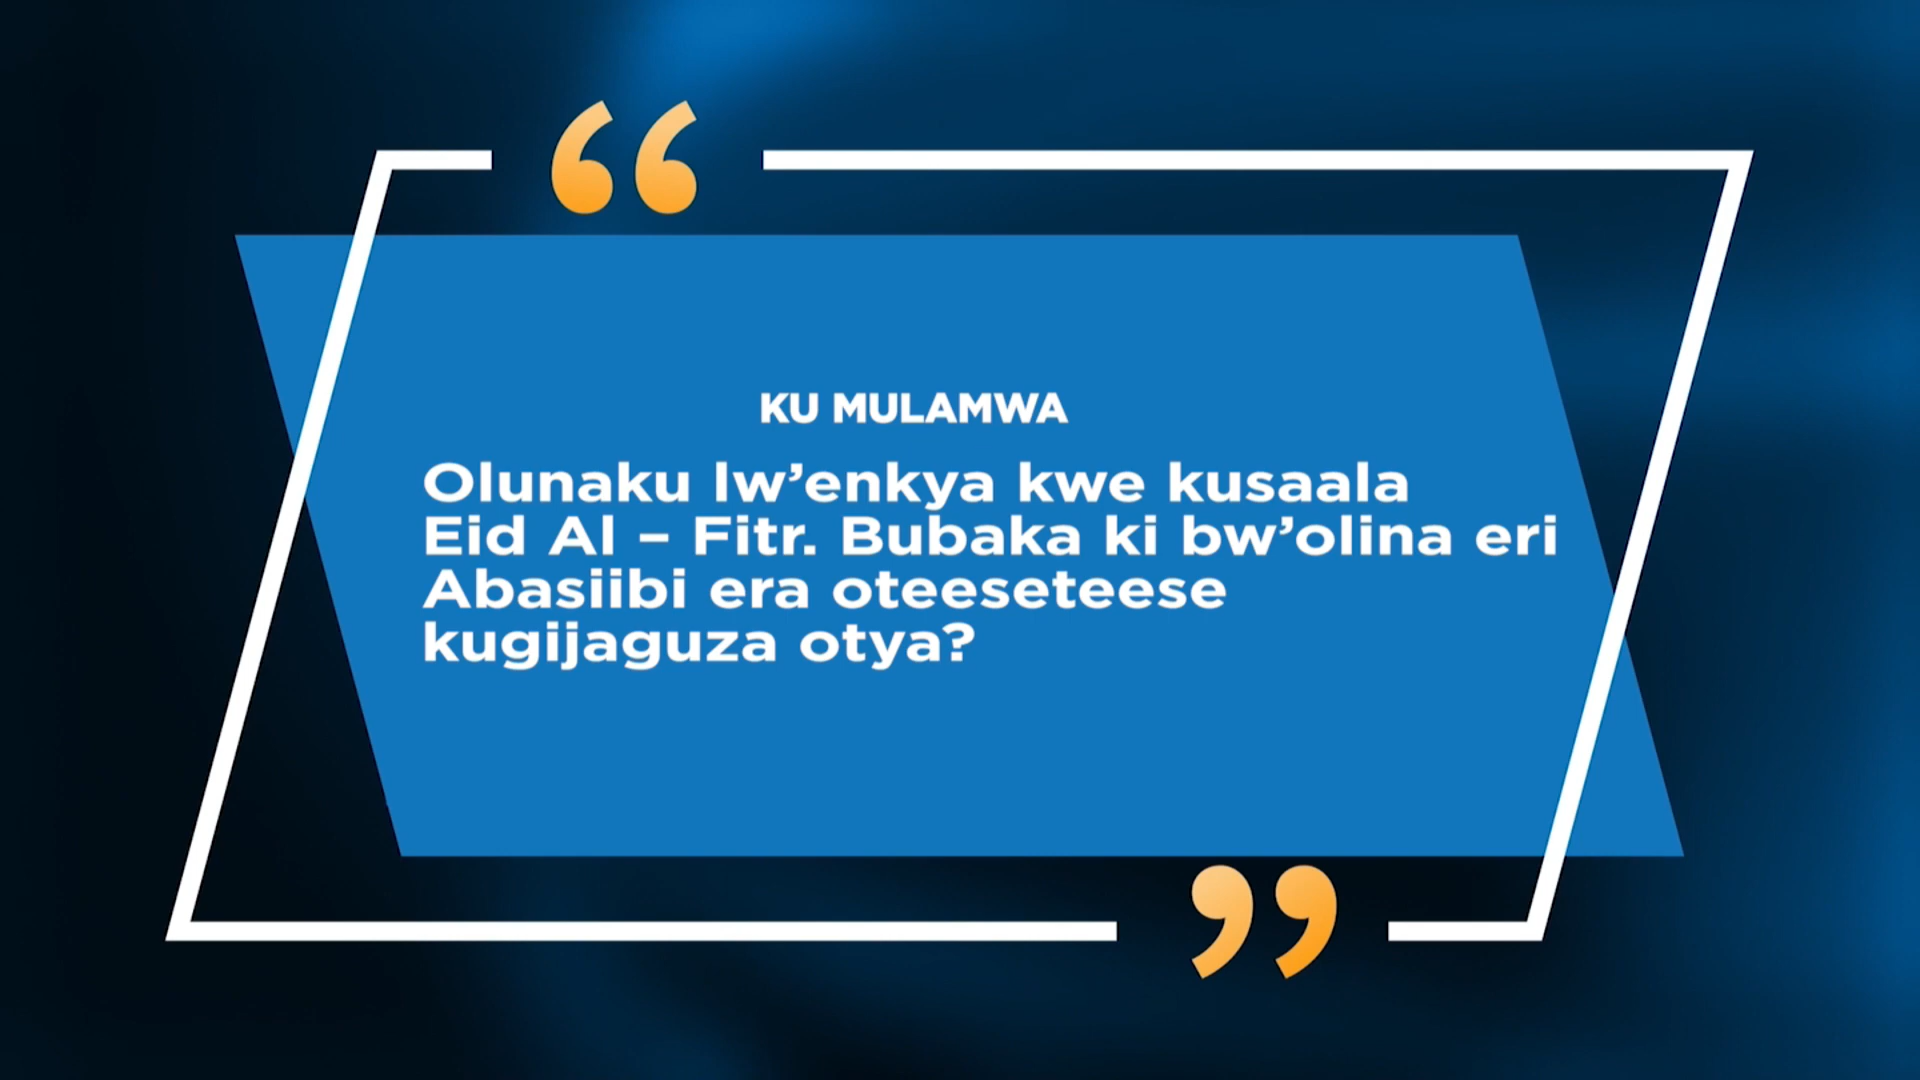 KU MULAMWA
Olunaku lw’enkya kwe kusaala
Eid Al – Fitr. Bubaka ki bw’olina eri
Abasiibi era oteeseteese
kugijaguza otya?